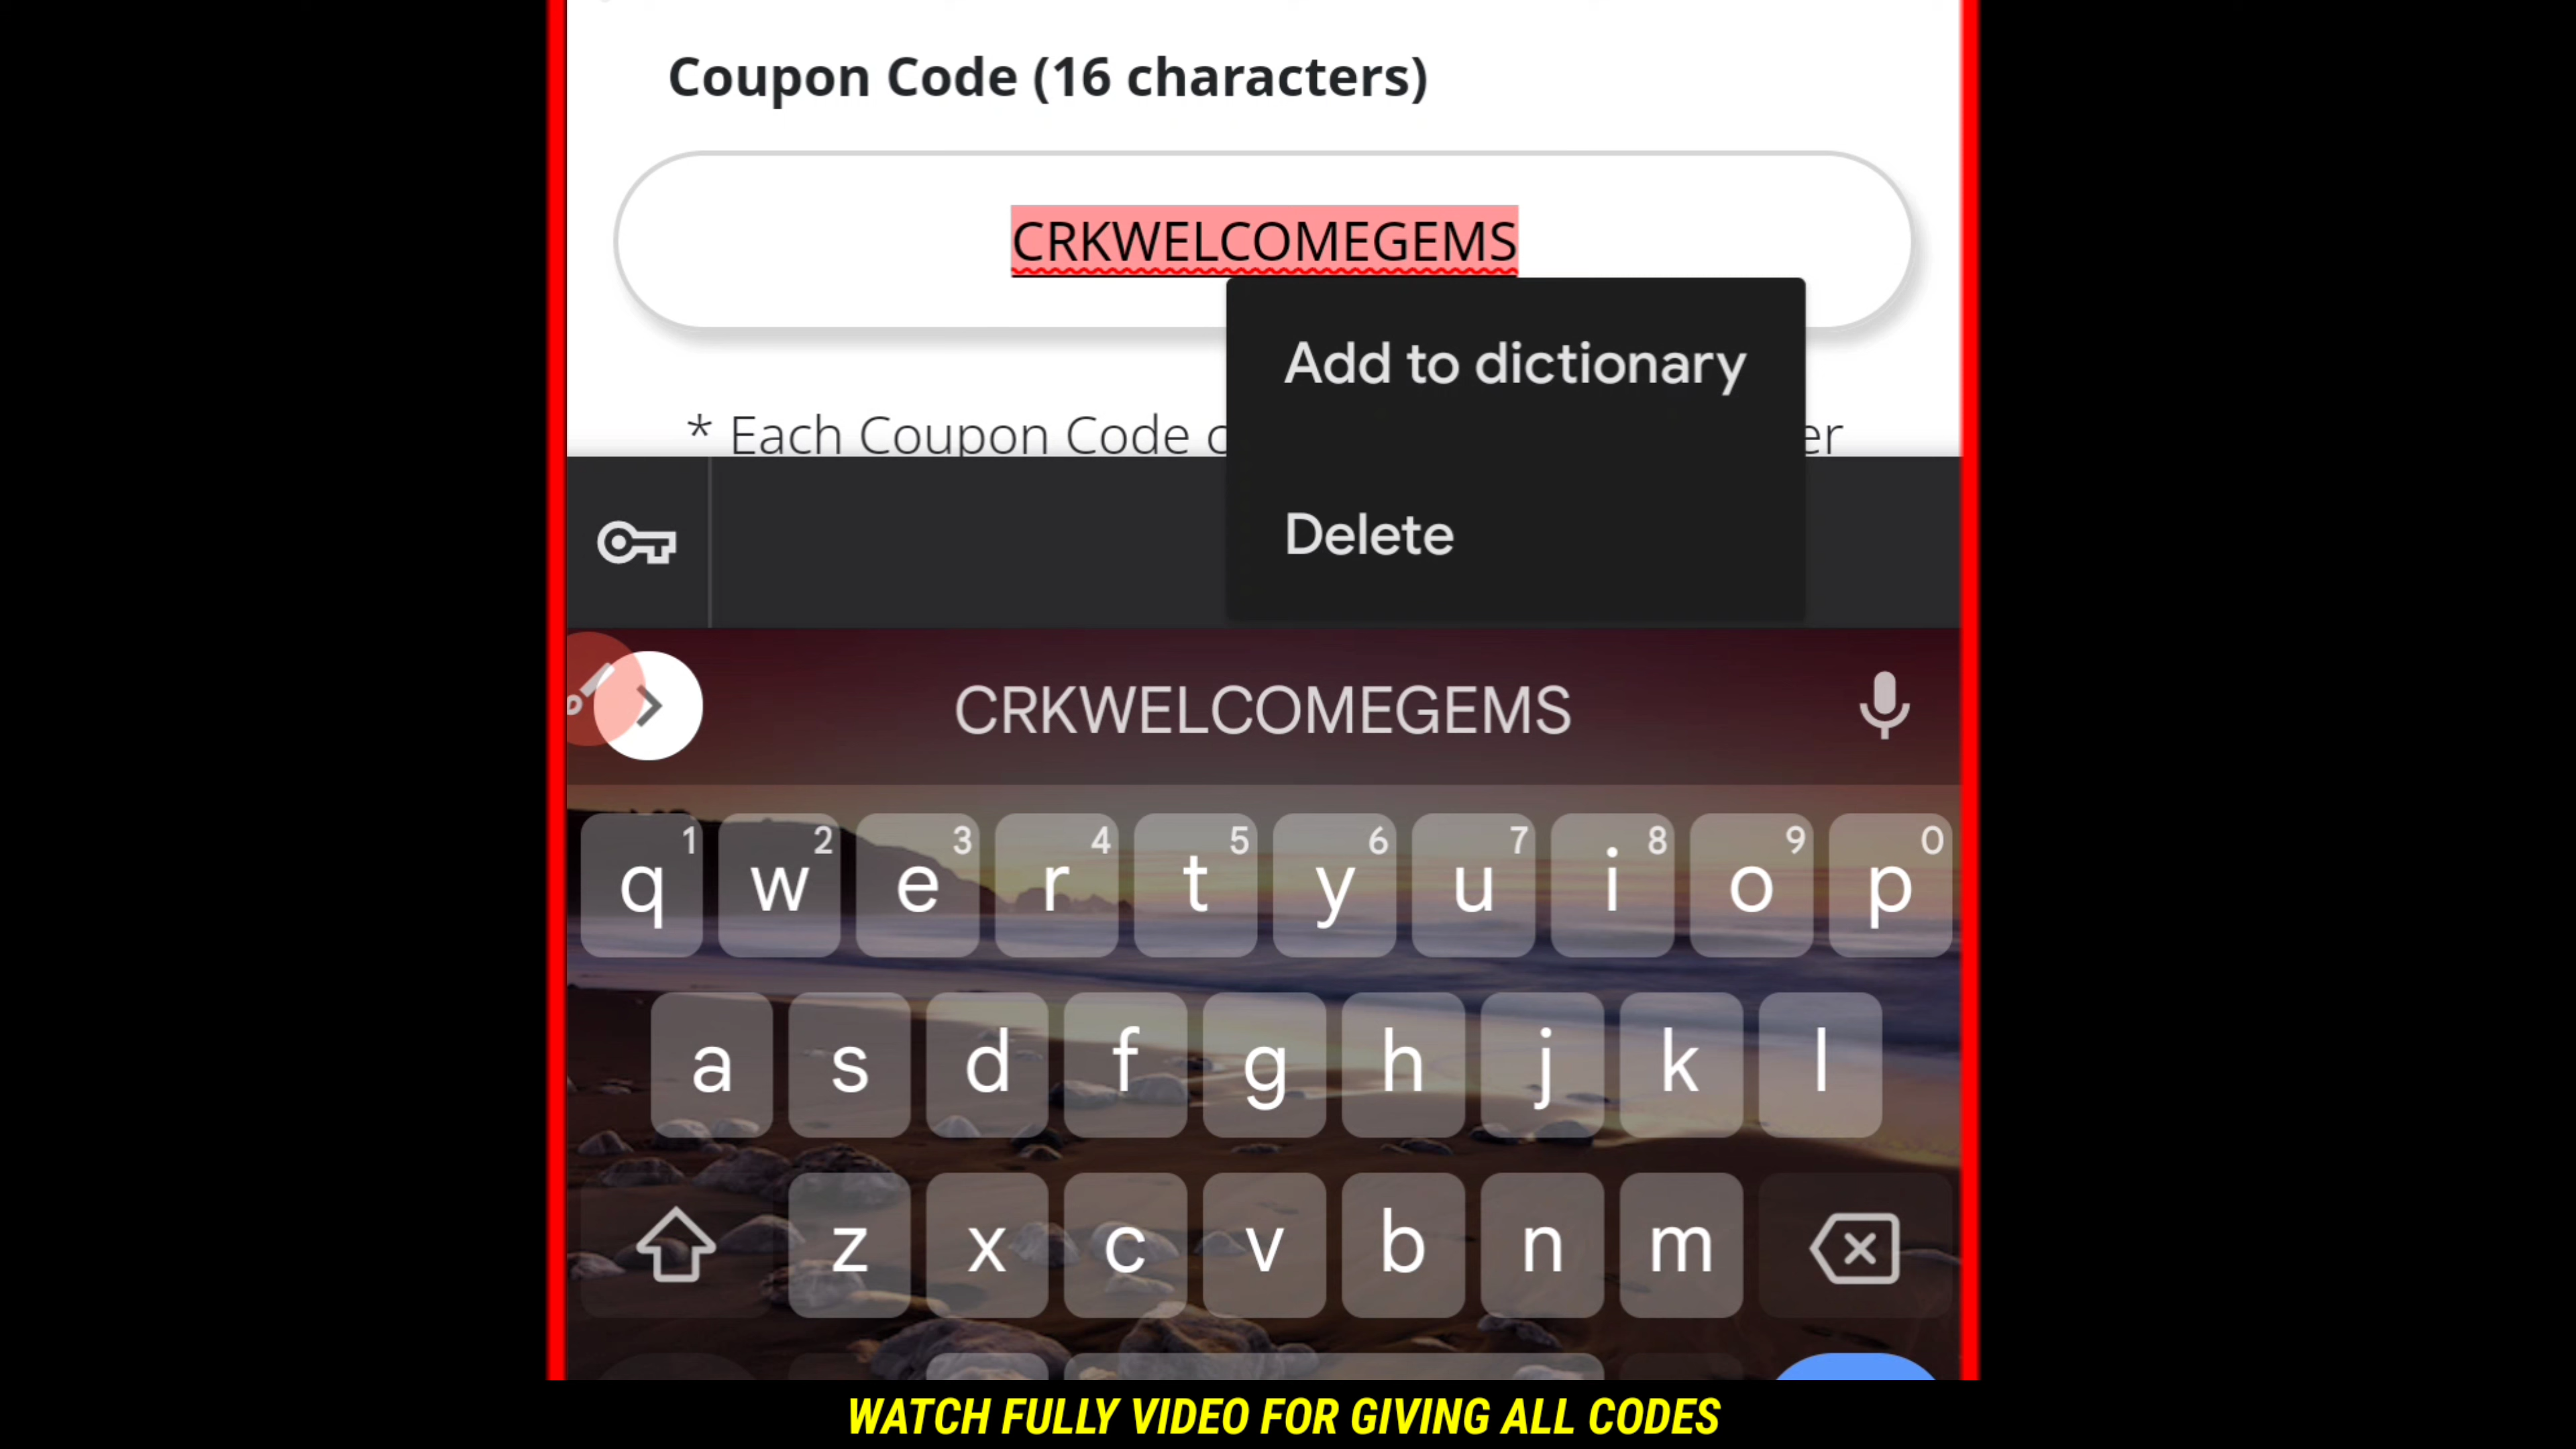 Coupon Code (16 characters)
CRKWELCOMEGEMS
Add to dictionary
* Each Coupon Code
Delete
CRKWELCOMEGEMS
q1 w2 e3 r4 t5 y6 u7 i8 o9 p0
a s d f g h j k l
z x c v b n m
WATCH FULLY VIDEO FOR GIVING ALL CODES